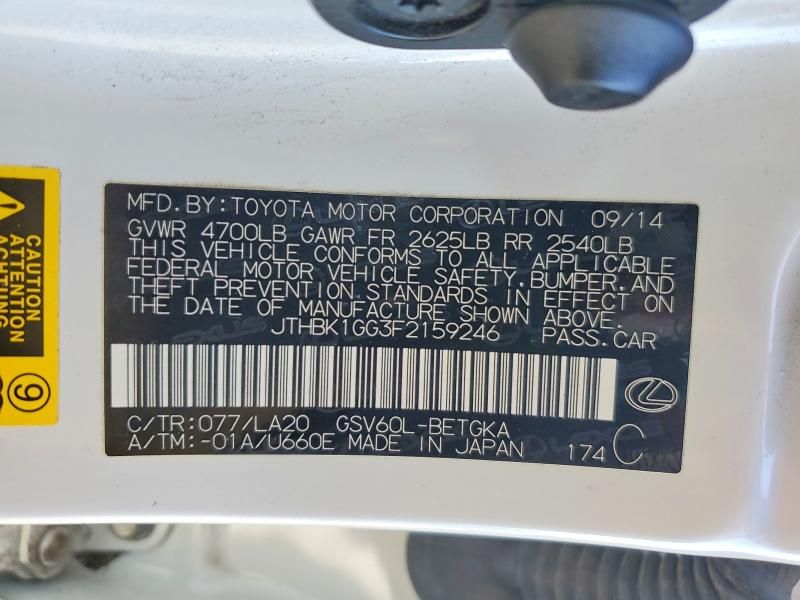 MFD.BY:TOYOTA MOTOR CORPORATION 09/14
GVWR 4700LB GAWR FR 2625LB RR 2540LB
THIS VEHICLE CONFORMS TO ALL APPLICABLE
FEDERAL MOTOR VEHICLE SAFETY,BUMPER,AND
THEFT PREVENTION STANDARDS IN EFFECT ON
THE DATE OF MANUFACTURE SHOWN ABOVE.
JTHBK1GG3F2159246 PASS.CAR
C/TR:077/LA20 GSV60L-BETGKA
A/TM:-01A/U660E MADE IN JAPAN 174 C
CAUTION
ATTENTION
ACHTUNG
9